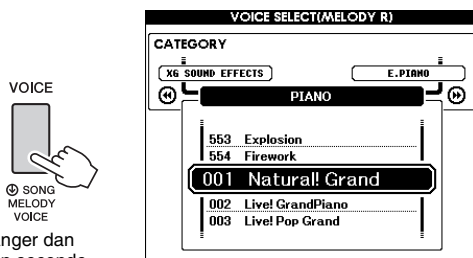 VOICE SELECT(MELODY R)
CATEGORY
XG SOUND EFFECTS
E.PIANO
PIANO
553 Explosion
554 Firework
001 Natural! Grand
002 Live! GrandPiano
003 Live! Pop Grand
VOICE
SONG
MELODY
VOICE
nger dan